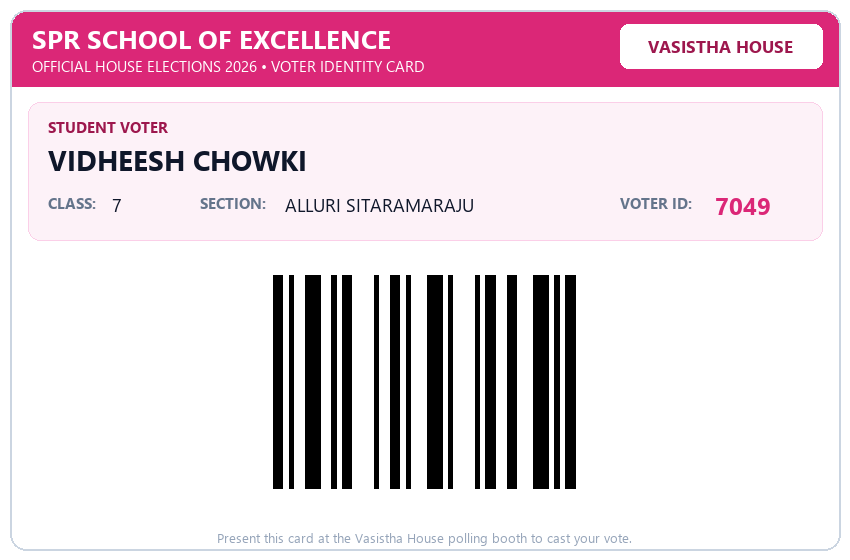 SPR SCHOOL OF EXCELLENCE
OFFICIAL HOUSE ELECTIONS 2026 • VOTER IDENTITY CARD
VASISTHA HOUSE
STUDENT VOTER
VIDHEESH CHOWKI
CLASS: 7 SECTION: ALLURI SITARAMARAJU VOTER ID: 7049
Present this card at the Vasistha House polling booth to cast your vote.